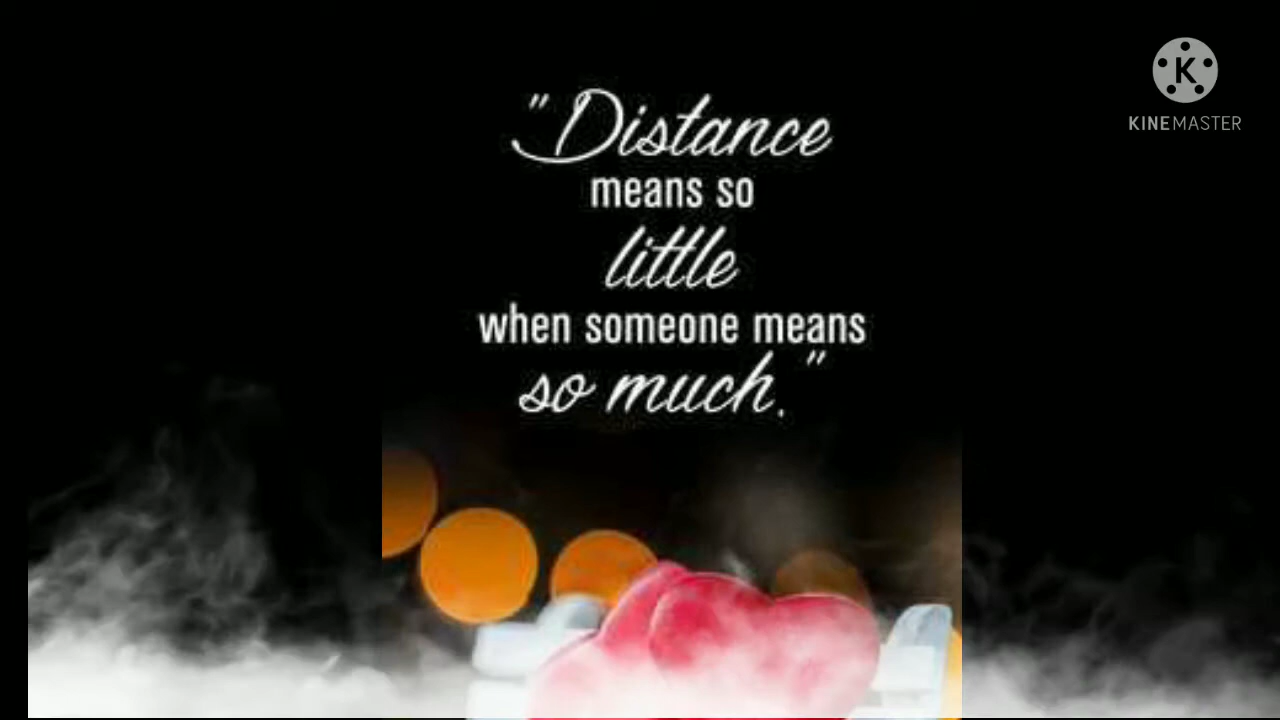 "Distance
means so
little
when someone means
so much."
KINEMASTER